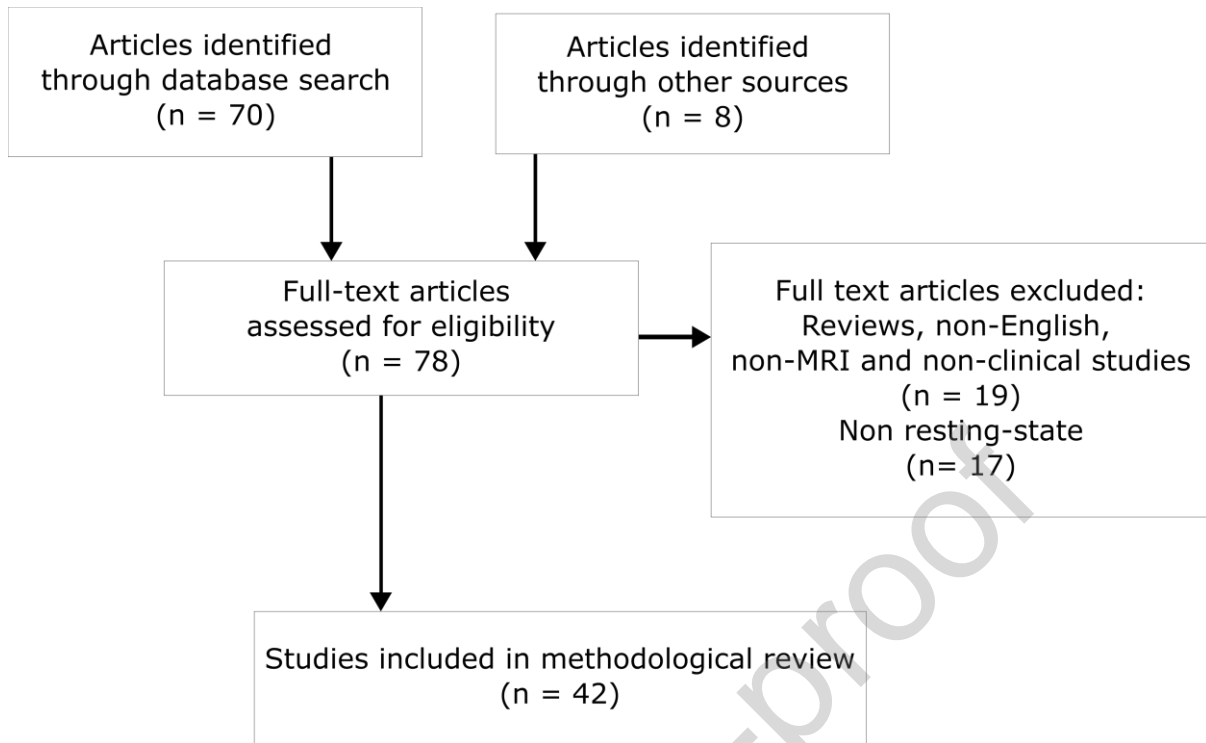 Articles identified
through database search
(n = 70)
Articles identified
through other sources
(n = 8)
Full-text articles
assessed for eligibility
(n = 78)
Full text articles excluded:
Reviews, non-English,
non-MRI and non-clinical studies
(n = 19)
Non resting-state
(n= 17)
Studies included in methodological review
(n = 42)
proof